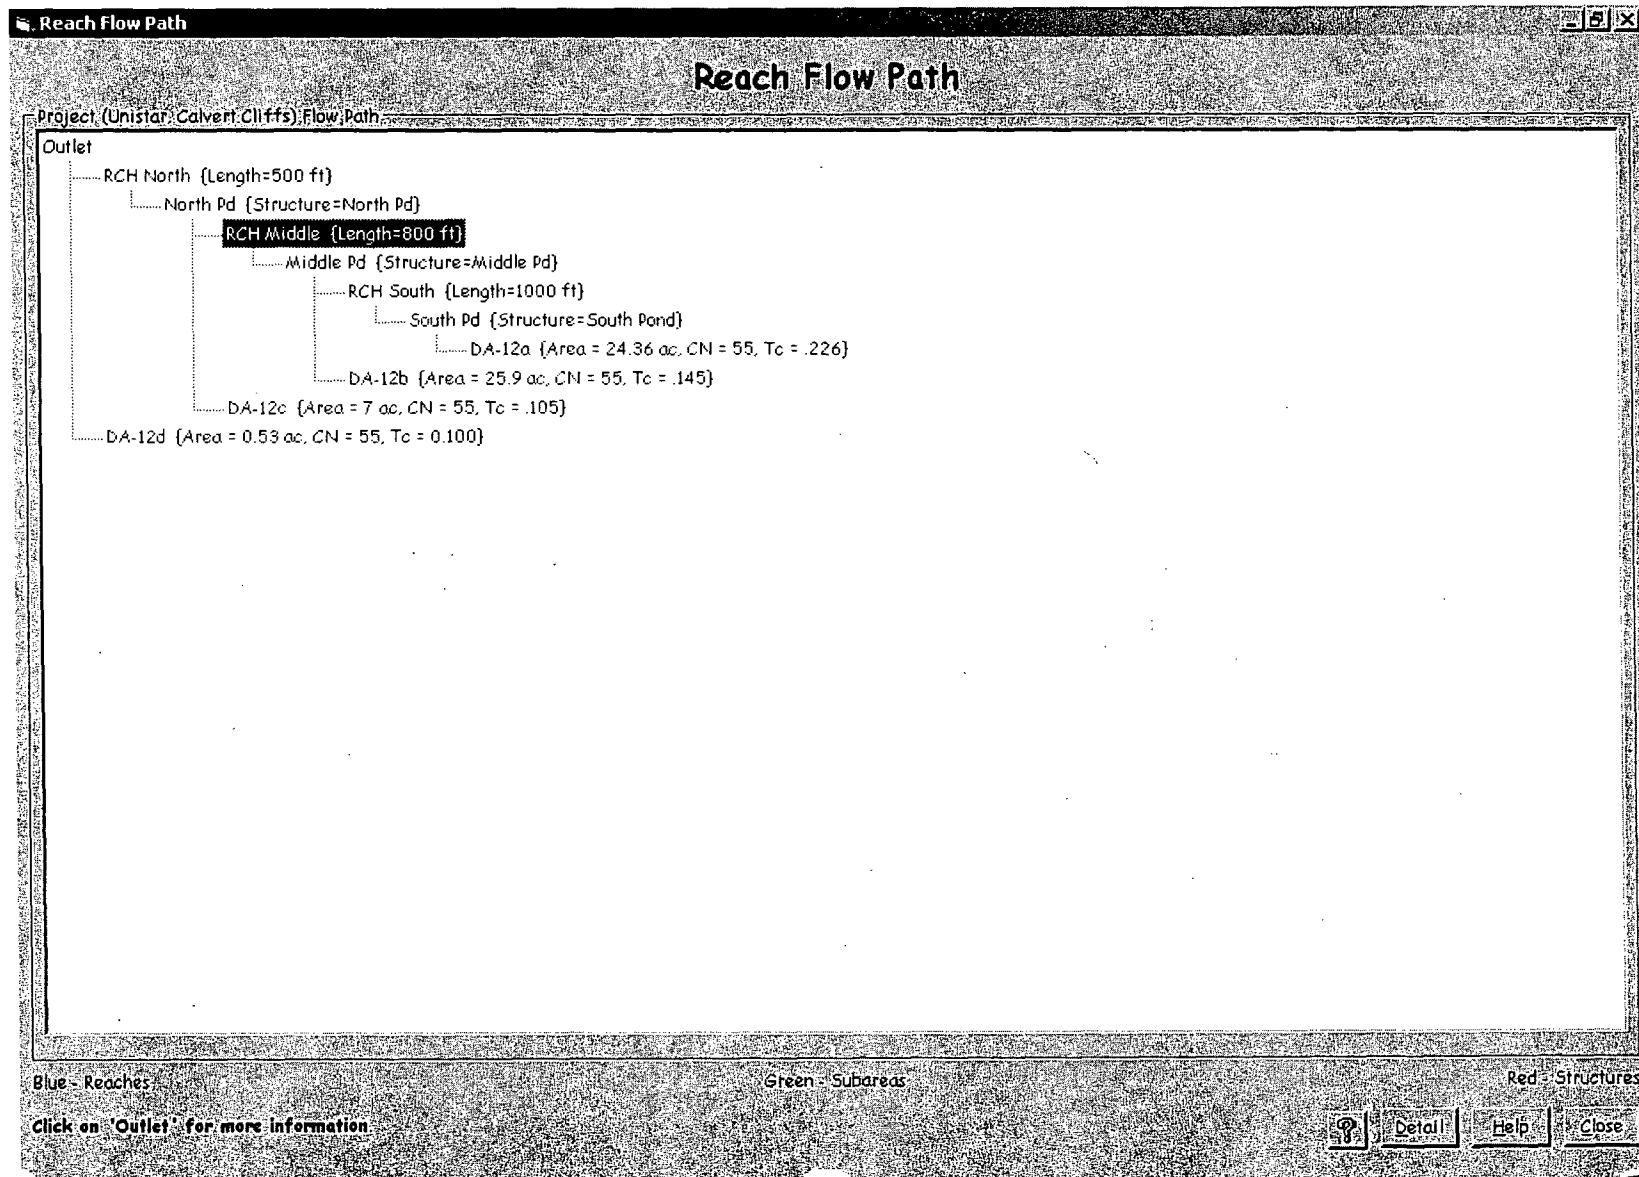 Reach Flow Path
Reach Flow Path
Project (Unistar, Calvert Cliffs) Flow Path
Outlet
RCH North {Length=500 ft}
North Pd {Structure=North Pd}
RCH Middle {Length=800 ft}
Middle Pd {Structure=Middle Pd}
RCH South {Length=1000 ft}
South Pd {Structure=South Pond}
DA-12a {Area = 24.36 ac, CN = 55, Tc = .226}
DA-12b {Area = 25.9 ac, CN = 55, Tc = .145}
DA-12c {Area = 7 ac, CN = 55, Tc = .105}
DA-12d {Area = 0.53 ac, CN = 55, Tc = 0.100}
Blue - Reaches Green - Subareas Red - Structures
Click on 'Outlet' for more information
? Detail Help Close